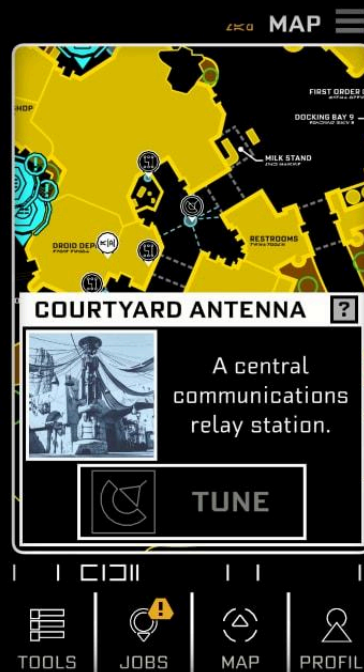 MAP
FIRST ORDER
DOCKING BAY 9
MILK STAND
RESTROOMS
DROID DEP
SHOP
COURTYARD ANTENNA ?
A central
communications
relay station.
TUNE
TOOLS JOBS MAP PROFIL